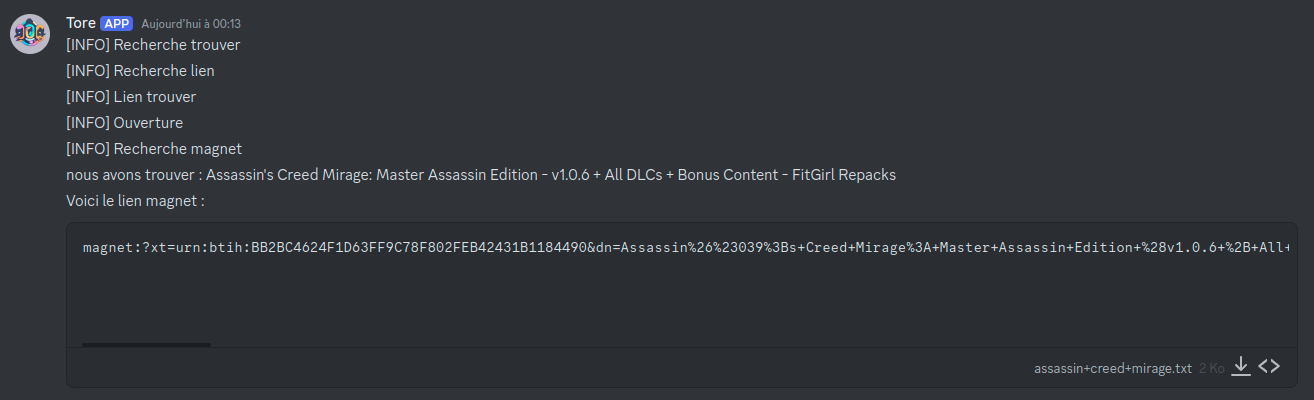 Tore APP Aujourd'hui à 00:13
[INFO] Recherche trouver
[INFO] Recherche lien
[INFO] Lien trouver
[INFO] Ouverture
[INFO] Recherche magnet
nous avons trouver : Assassin's Creed Mirage: Master Assassin Edition - v1.0.6 + All DLCs + Bonus Content - FitGirl Repacks
Voici le lien magnet :
magnet:?xt=urn:btih:BB2BC4624F1D63FF9C78F802FEB42431B1184490&dn=Assassin%26%23039%3Bs+Creed+Mirage%3A+Master+Assassin+Edition+%28v1.0.6+%2B+All+
assassin+creed+mirage.txt 2 Ko